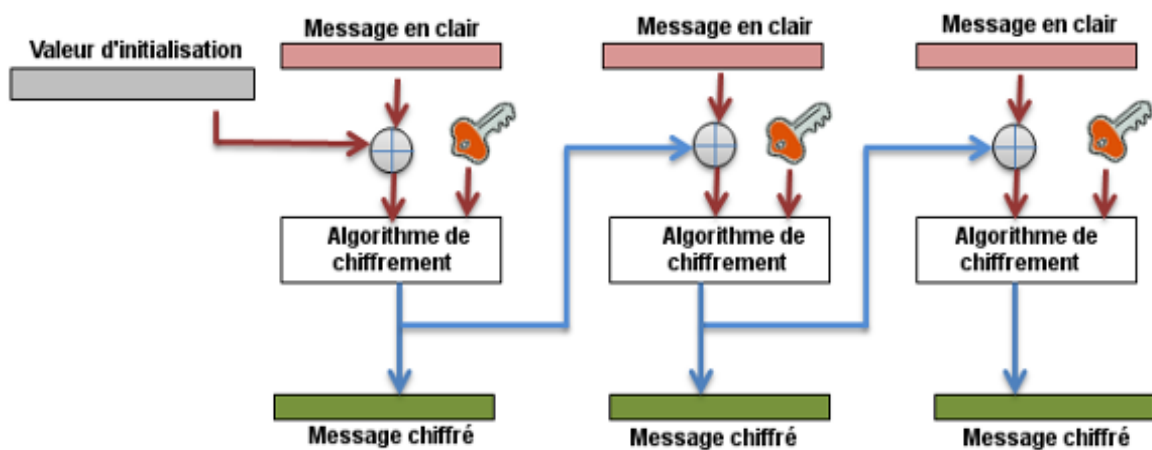 Valeur d'initialisation
Message en clair
Message en clair
Message en clair
Algorithme de
chiffrement
Algorithme de
chiffrement
Algorithme de
chiffrement
Message chiffré
Message chiffré
Message chiffré